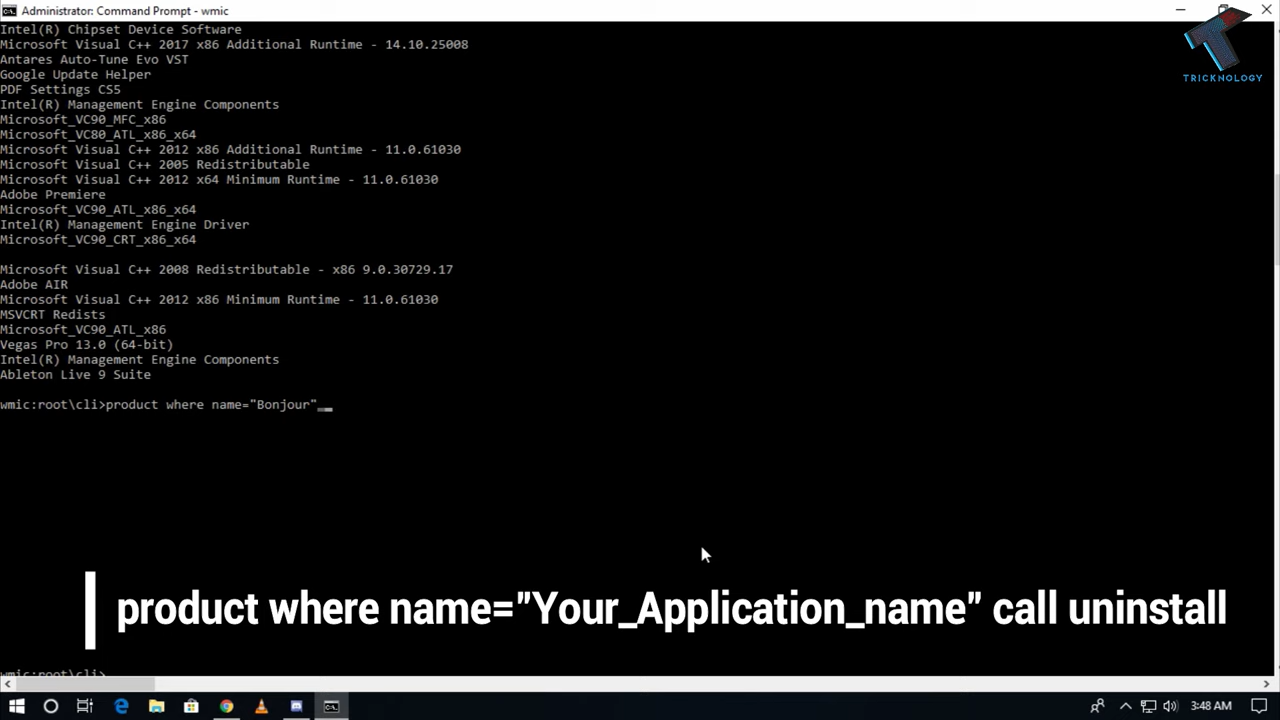 Administrator: Command Prompt - wmic
Intel(R) Chipset Device Software
Microsoft Visual C++ 2017 x86 Additional Runtime - 14.10.25008
Antares Auto-Tune Evo VST
Google Update Helper
PDF Settings CS5
Intel(R) Management Engine Components
Microsoft_VC90_MFC_x86
Microsoft_VC80_ATL_x86_x64
Microsoft Visual C++ 2012 x86 Additional Runtime - 11.0.61030
Microsoft Visual C++ 2005 Redistributable
Microsoft Visual C++ 2012 x64 Minimum Runtime - 11.0.61030
Adobe Premiere
Microsoft_VC90_ATL_x86_x64
Intel(R) Management Engine Driver
Microsoft_VC90_CRT_x86_x64
Microsoft Visual C++ 2008 Redistributable - x86 9.0.30729.17
Adobe AIR
Microsoft Visual C++ 2012 x86 Minimum Runtime - 11.0.61030
MSVCRT Redists
Microsoft_VC90_ATL_x86
Vegas Pro 13.0 (64-bit)
Intel(R) Management Engine Components
Ableton Live 9 Suite
wmic:root\cli>product where name="Bonjour"
TRICKNOLOGY
product where name="Your_Application_name" call uninstall
wmic:root\cli>
3:48 AM